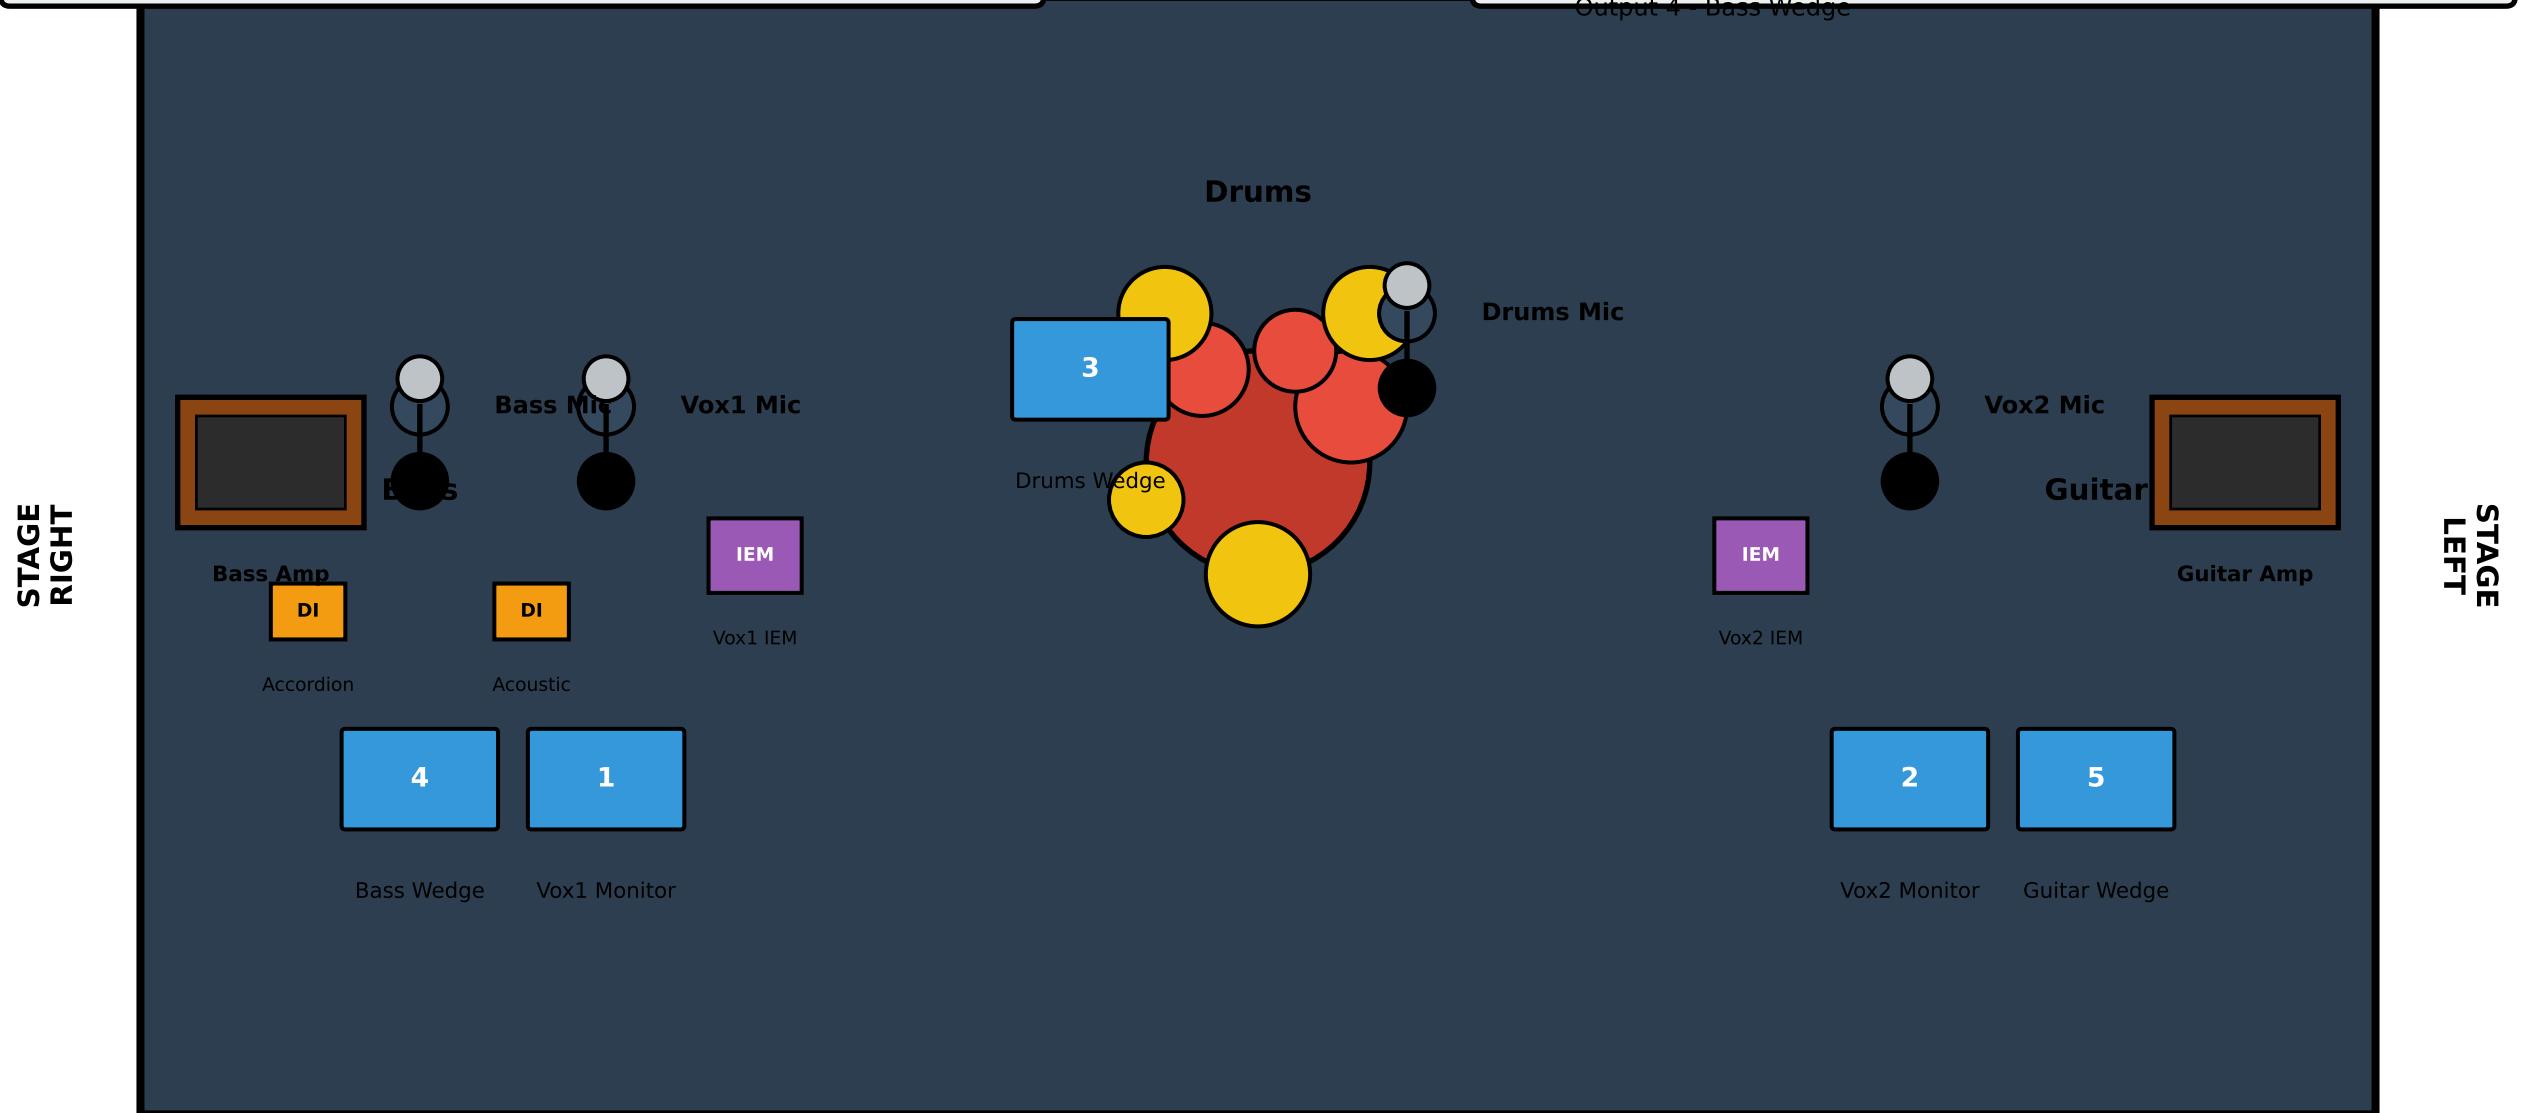 Output 4 - Bass Wedge
Drums
Drums Mic
3
Bass Mic
Vox1 Mic
Vox2 Mic
Drums Wedge
Bass
Guitar
STAGE
RIGHT
STAGE
LEFT
IEM
IEM
Bass Amp
Guitar Amp
DI
DI
Vox1 IEM
Vox2 IEM
Accordion
Acoustic
4
1
2
5
Bass Wedge
Vox1 Monitor
Vox2 Monitor
Guitar Wedge